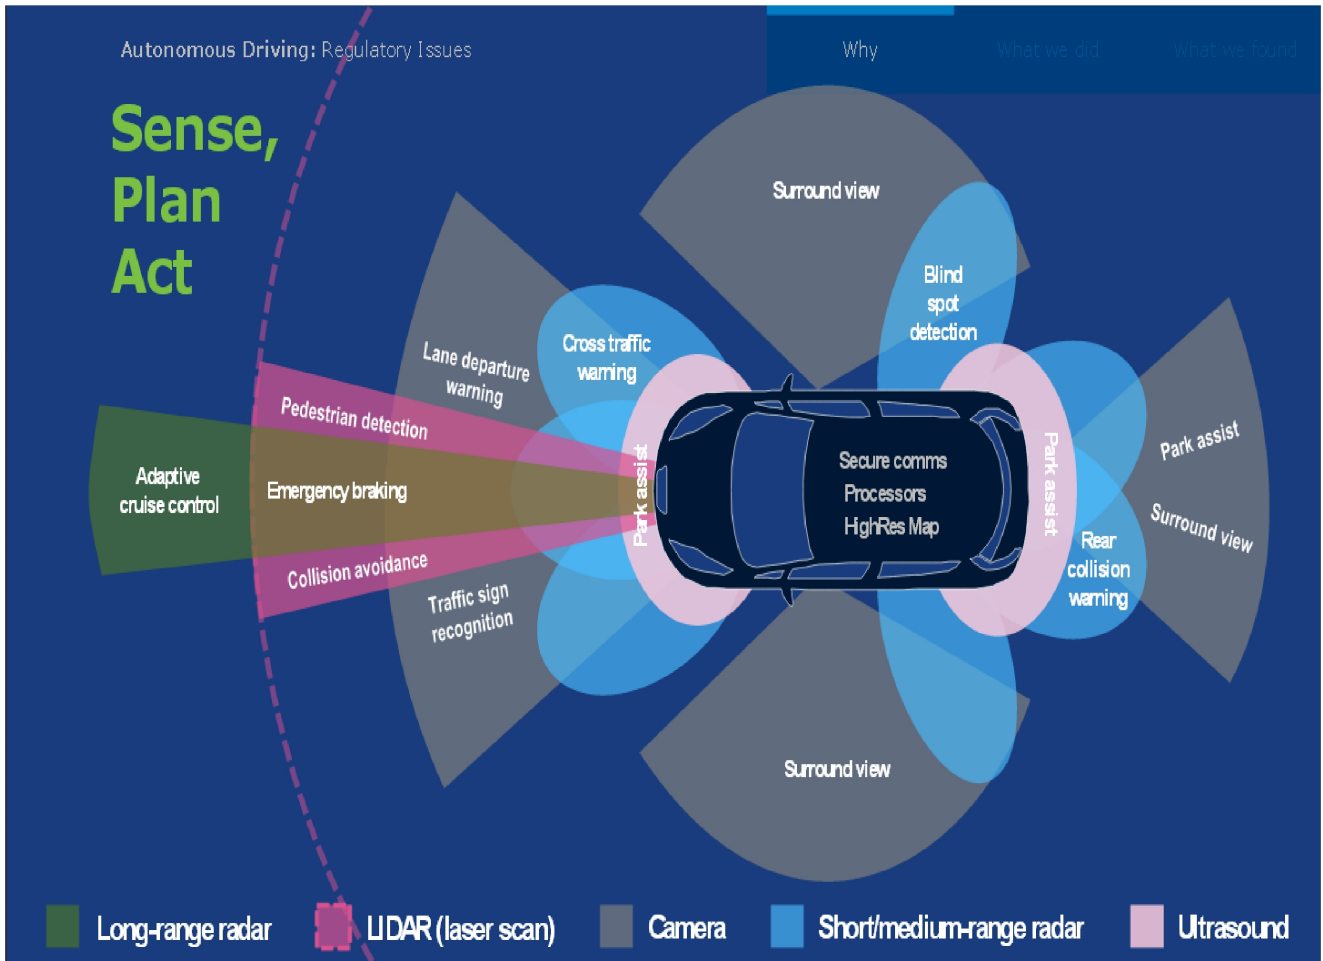 Autonomous Driving: Regulatory Issues
Why
What we did
What we found
Sense,
Plan
Act
Surround view
Blind
spot
detection
Cross traffic
warning
Lane departure
warning
Pedestrian detection
Adaptive
cruise control
Emergency braking
Park assist
Secure comms
Processors
HighRes Map
Park assist
Park assist
Surround view
Rear
collision
warning
Collision avoidance
Traffic sign
recognition
Surround view
Long-range radar
LIDAR (laser scan)
Camera
Short/medium-range radar
Ultrasound